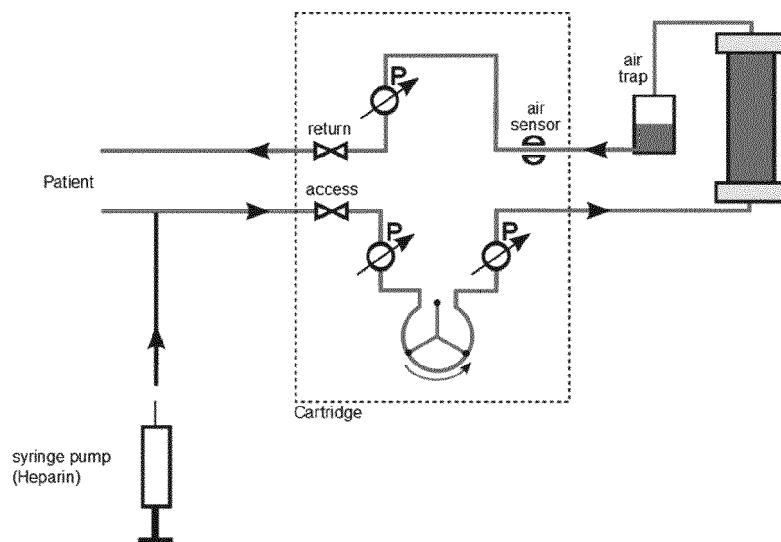 P
air
trap
air
sensor
return
Patient
access
P
P
Cartridge
syringe pump
(Heparin)